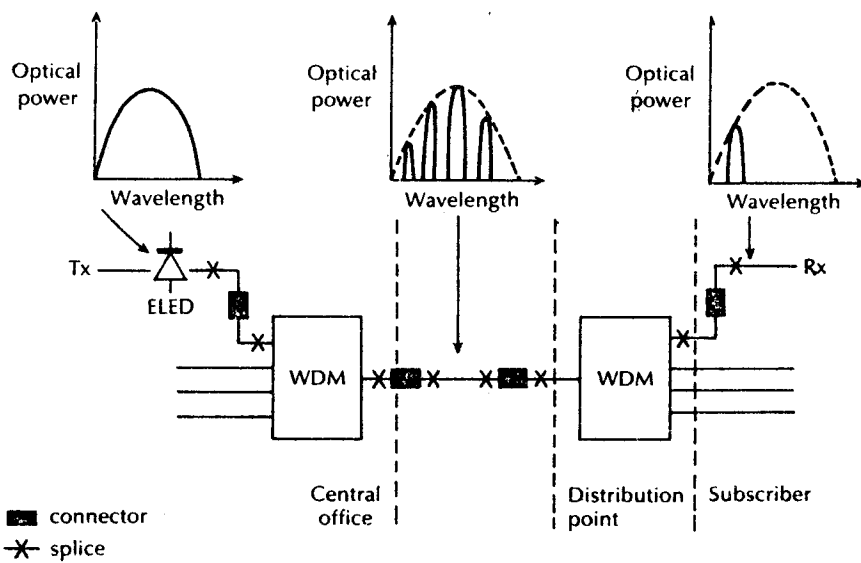 Optical
power
Wavelength
Optical
power
Wavelength
Optical
power
Wavelength
Tx
ELED
Rx
WDM
WDM
Central
office
Distribution
point
Subscriber
connector
splice